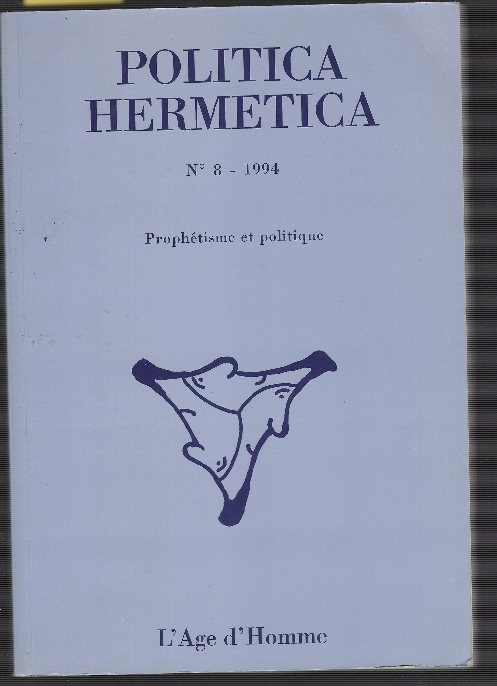 POLITICA
HERMETICA
N° 8 - 1994
Prophétisme et politique
L'Age d'Homme